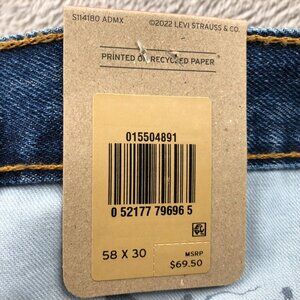 S114180 ADMX
©2022 LEVI STRAUSS & CO.
PRINTED ON RECYCLED PAPER
015504891
0 52177 79696 5
58 X 30
MSRP
$69.50